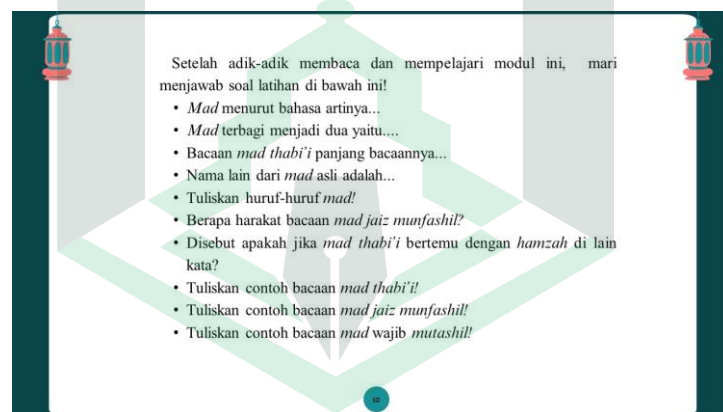 Setelah adik-adik membaca dan mempelajari modul ini, mari
menjawab soal latihan di bawah ini!
• Mad menurut bahasa artinya...
• Mad terbagi menjadi dua yaitu....
• Bacaan mad thabi'i panjang bacaannya...
• Nama lain dari mad asli adalah...
• Tuliskan huruf-huruf mad!
• Berapa harakat bacaan mad jaiz munfashil?
• Disebut apakah jika mad thabi'i bertemu dengan hamzah di lain
kata?
• Tuliskan contoh bacaan mad thabi'i!
• Tuliskan contoh bacaan mad jaiz munfashil!
• Tuliskan contoh bacaan mad wajib mutashil!
10